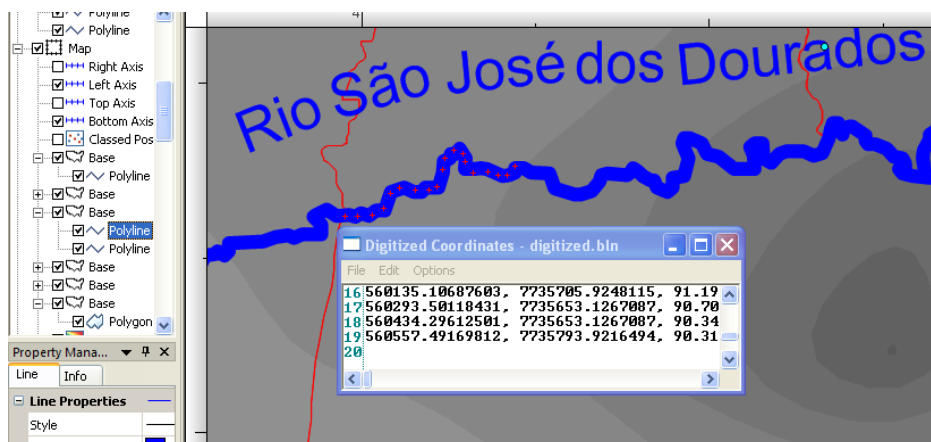 Polyline
Polyline
Map
Right Axis
Left Axis
Top Axis
Bottom Axis
Classed Pos
Base
Polyline
Base
Base
Polyline
Polyline
Base
Base
Base
Polygon
Property Mana...
Line Info
Line Properties
Style
4
Rio São José dos Dourados
Digitized Coordinates - digitized.bln
File Edit Options
16 560135.10687603, 7735705.9248115, 91.19
17 560293.50118431, 7735653.1267087, 90.70
18 560434.29612501, 7735653.1267087, 90.34
19 560557.49169812, 7735793.9216494, 90.31
20